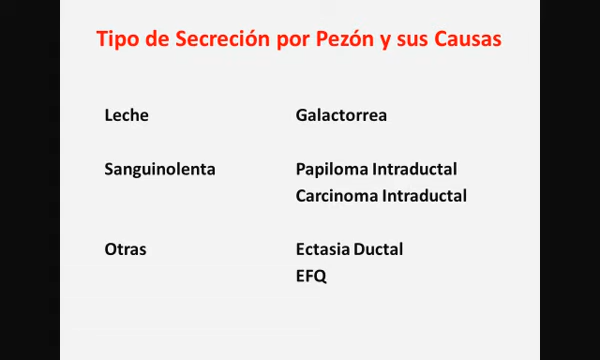 Tipo de Secreción por Pezón y sus Causas
Leche Galactorrea
Sanguinolenta Papiloma Intraductal
Carcinoma Intraductal
Otras Ectasia Ductal
EFQ